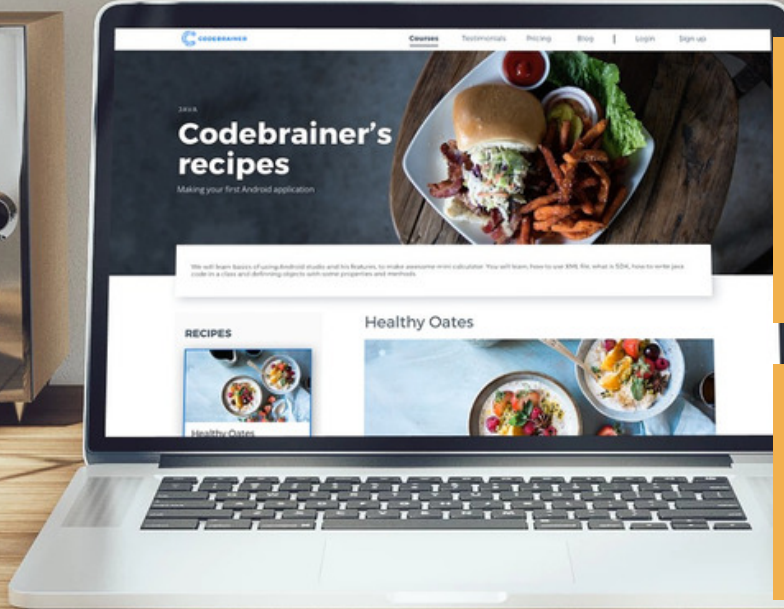 CODEBRAINER
Courses Testimonials Pricing Blog | Login Sign up
JAVA
Codebrainer's
recipes
Making your first Android application
We will learn basics of using Android studio and his features, to make awesome mini calculator. You will learn, how to use XML file, what is SDK, how to write java
code in a class and definning objects with some properties and methods.
RECIPES
Healthy Oates
Healthy Oates